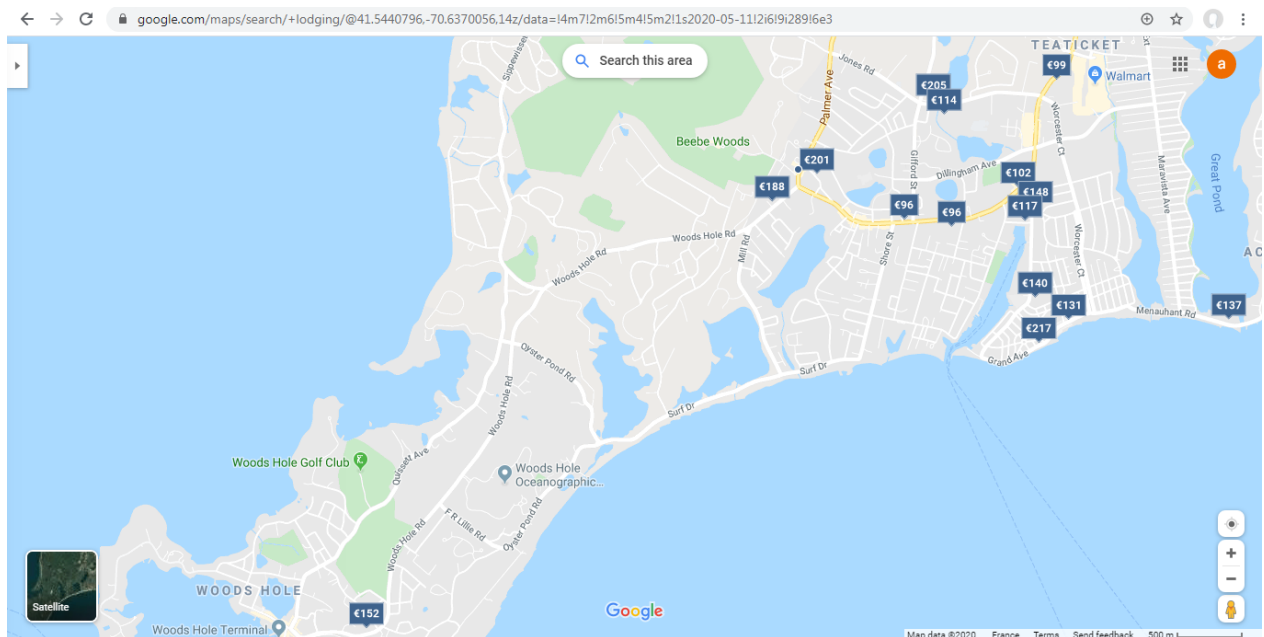 google.com/maps/search/+lodging/@41.5440796,-70.6370056,14z/data=!4m7!2m6!5m4!5m2!1s2020-05-11!2i6!9i289!6e3
Search this area
a
TEATICKET
Sippewisset
Jones Rd
Palmer Ave
€99
Walmart
€205
€114
Worcester Ct
Beebe Woods
€201
Gifford St
Dillingham Ave
Maravista Ave
Great Pond
€188
€102
€148
€96
€96
€117
Woods Hole Rd
Mill Rd
Shore St
Worcester Ct
AC
Woods Hole Rd
€140
€131
€137
Menauhant Rd
€217
Grand Ave
Oyster Pond Rd
Surf Dr
Woods Hole Rd
Surf Dr
Woods Hole Golf Club
Quissett Ave
Woods Hole
Oceanographic...
F R Lillie Rd
Oyster Pond Rd
Woods Hole Rd
WOODS HOLE
Satellite
€152
Google
Woods Hole Terminal
Map data ©2020 France Terms Send feedback 500 m